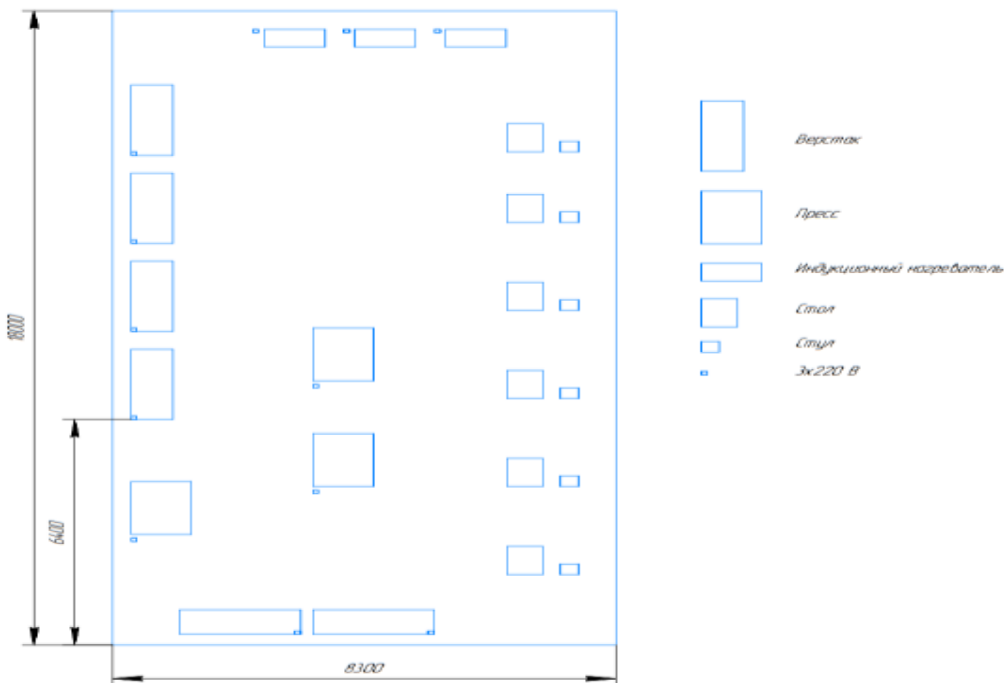 Верстак
Пресс
Индукционный нагреватель
Стол
Стул
3х220 В
18000
6400
8300